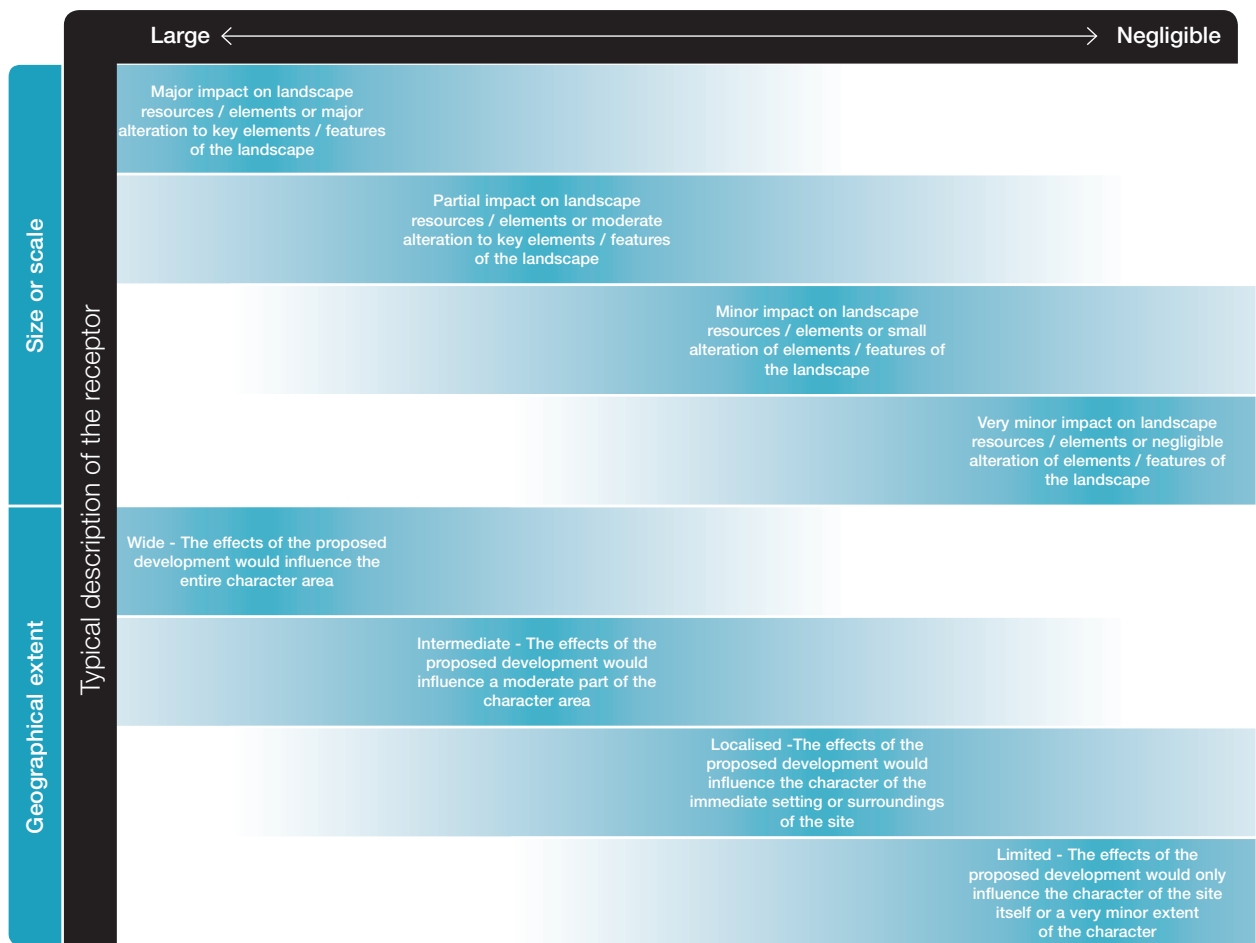 Large
Negligible
Size or scale
Typical description of the receptor
Major impact on landscape
resources / elements or major
alteration to key elements / features
of the landscape
Partial impact on landscape
resources / elements or moderate
alteration to key elements / features
of the landscape
Minor impact on landscape
resources / elements or small
alteration of elements / features of
the landscape
Very minor impact on landscape
resources / elements or negligible
alteration of elements / features of
the landscape
Geographical extent
Wide - The effects of the proposed
development would influence the
entire character area
Intermediate - The effects of the
proposed development would
influence a moderate part of the
character area
Localised -The effects of the
proposed development would
influence the character of the
immediate setting or surroundings
of the site
Limited - The effects of the
proposed development would only
influence the character of the site
itself or a very minor extent
of the character